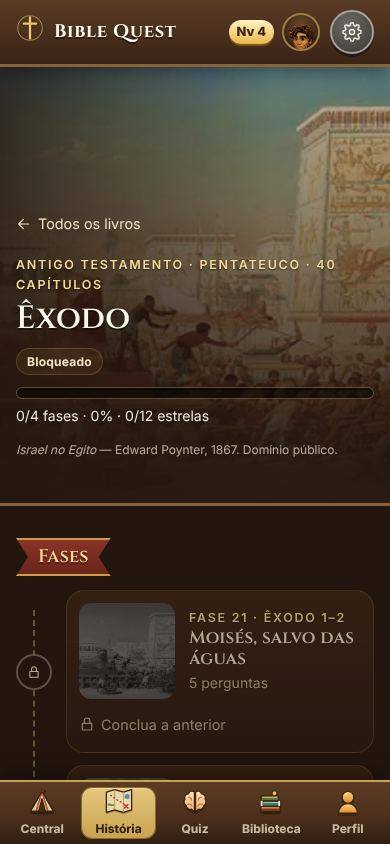 Bible Quest
Nv 4
← Todos os livros
ANTIGO TESTAMENTO · PENTATEUCO · 40
CAPÍTULOS
Êxodo
Bloqueado
0/4 fases · 0% · 0/12 estrelas
Israel no Egito — Edward Poynter, 1867. Domínio público.
Fases
FASE 21 · ÊXODO 1–2
Moisés, salvo das
águas
5 perguntas
Conclua a anterior
Central
História
Quiz
Biblioteca
Perfil